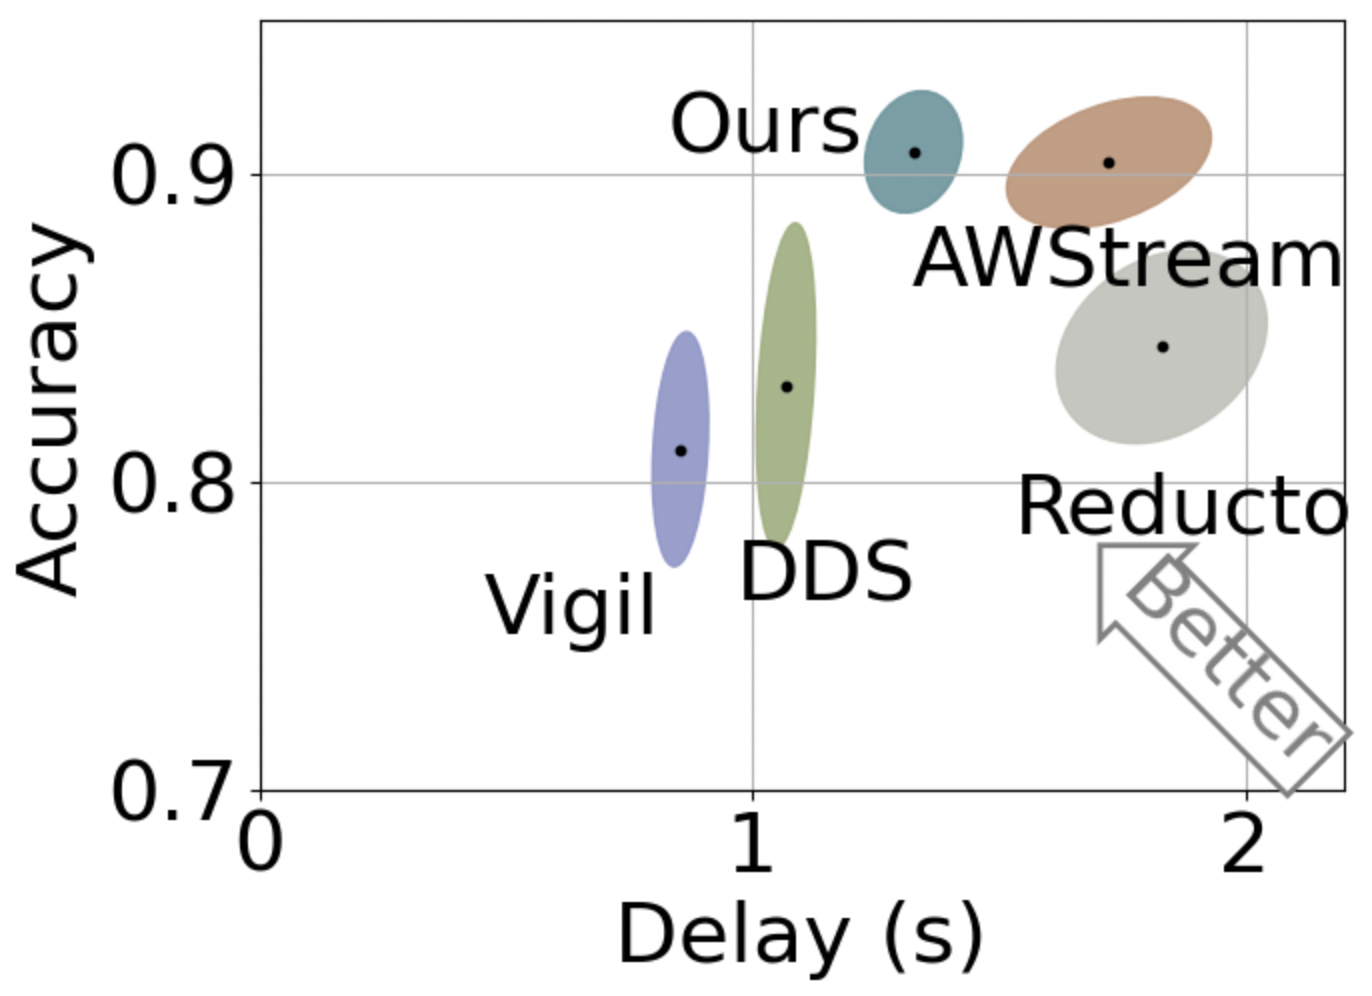 Ours
0.9
AWStream
Accuracy
0.8
Reducto
DDS
Vigil
Better
0.7
0
1
2
Delay (s)